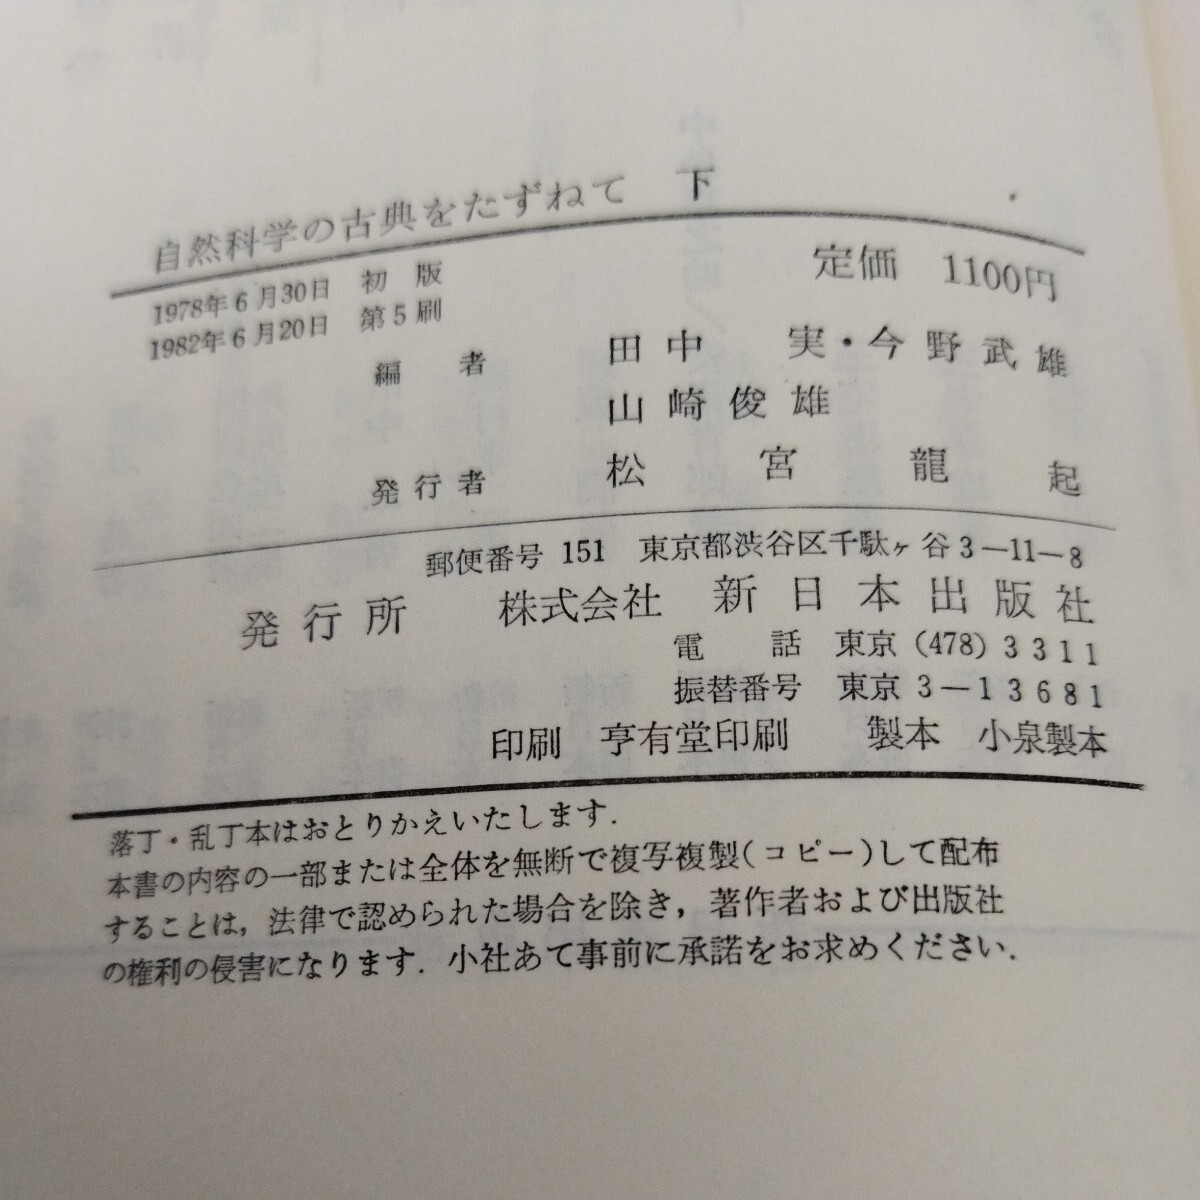 自然科学の古典をたずねて 下
1978年6月30日 初版 定価 1100円
1982年6月20日 第5刷
編者 田中 実・今野武雄
山崎俊雄
発行者 松宮龍起
郵便番号 151 東京都渋谷区千駄ヶ谷3—11—8
発行所 株式会社 新日本出版社
電話 東京 (478) 3311
振替番号 東京 3—13681
印刷 亨有堂印刷 製本 小泉製本
落丁・乱丁本はおとりかえいたします.
本書の内容の一部または全体を無断で複写複製(コピー)して配布
することは, 法律で認められた場合を除き, 著作者および出版社
の権利の侵害になります. 小社あて事前に承諾をお求めください.